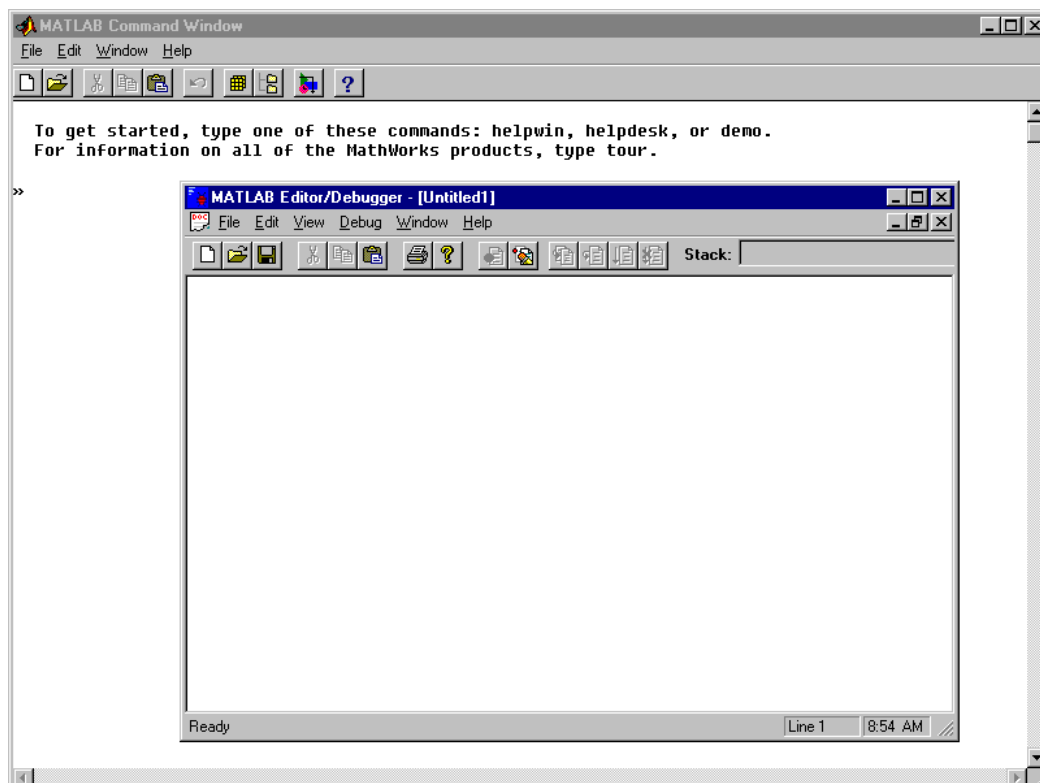 MATLAB Command Window
File Edit Window Help
?
To get started, type one of these commands: helpwin, helpdesk, or demo.
For information on all of the MathWorks products, type tour.
»
MATLAB Editor/Debugger - [Untitled1]
File Edit View Debug Window Help
? Stack:
Ready Line 1 8:54 AM